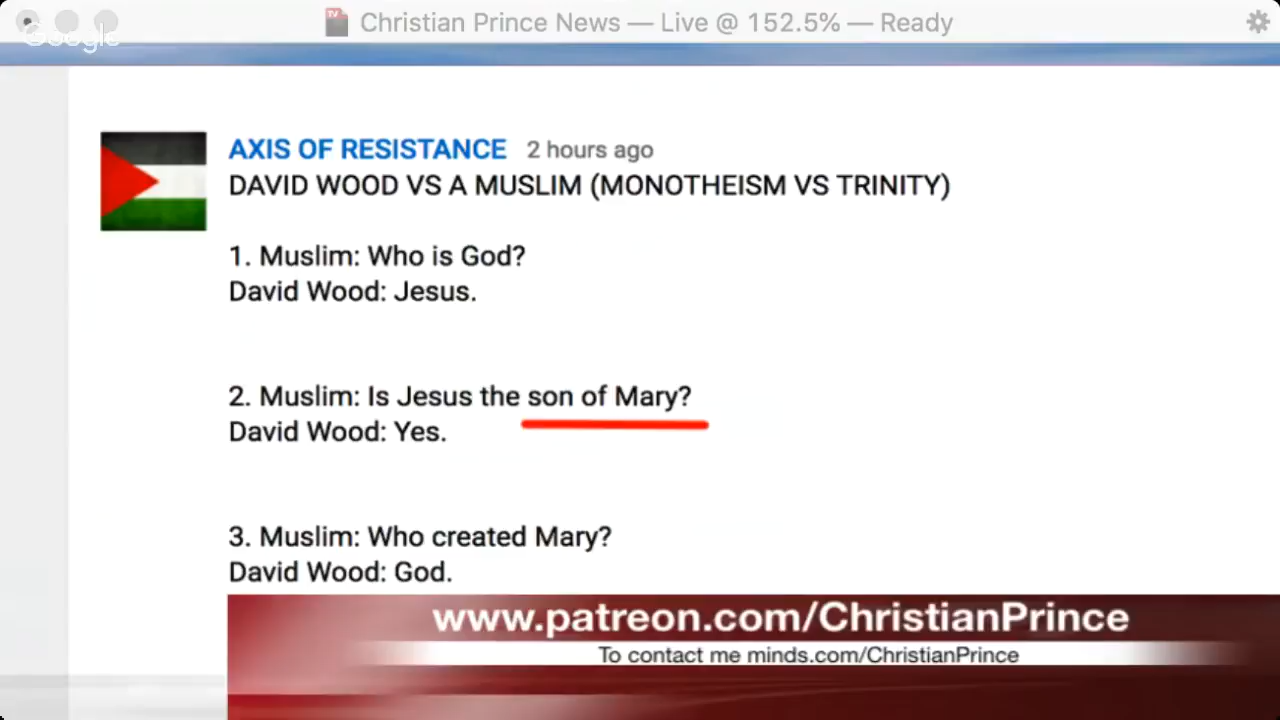 Christian Prince News — Live @ 152.5% — Ready
Google
TV
AXIS OF RESISTANCE 2 hours ago
DAVID WOOD VS A MUSLIM (MONOTHEISM VS TRINITY)
1. Muslim: Who is God?
David Wood: Jesus.
2. Muslim: Is Jesus the son of Mary?
David Wood: Yes.
3. Muslim: Who created Mary?
David Wood: God.
www.patreon.com/ChristianPrince
To contact me minds.com/ChristianPrince